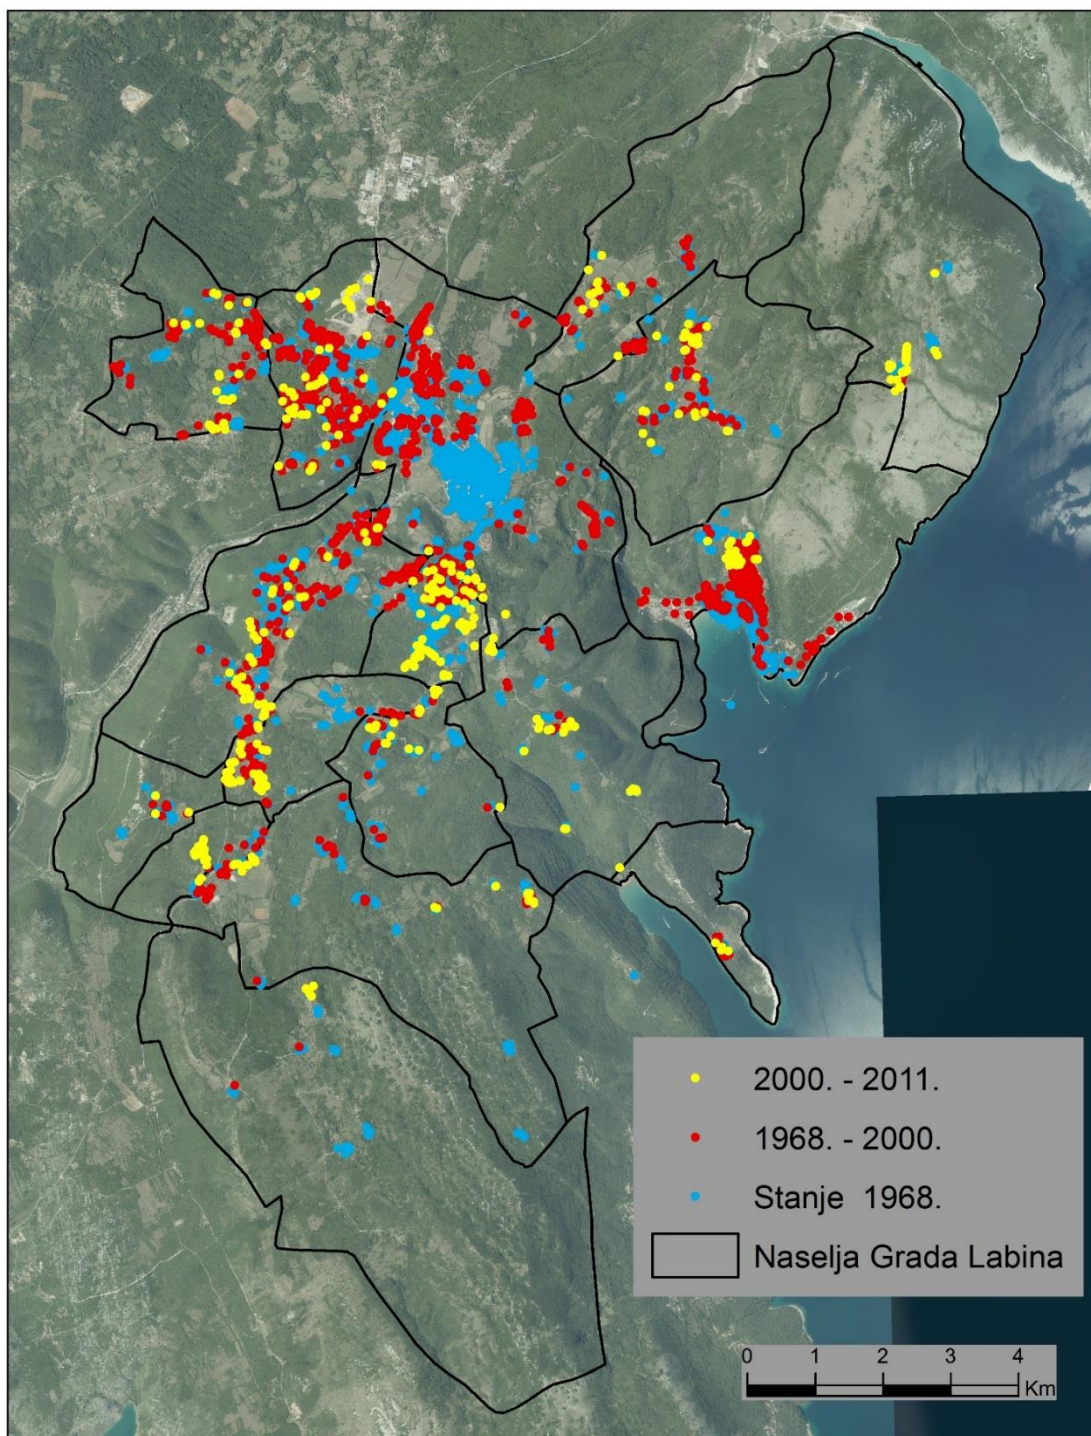 2000. - 2011.
1968. - 2000.
Stanje 1968.
Naselja Grada Labina
0 1 2 3 4
Km